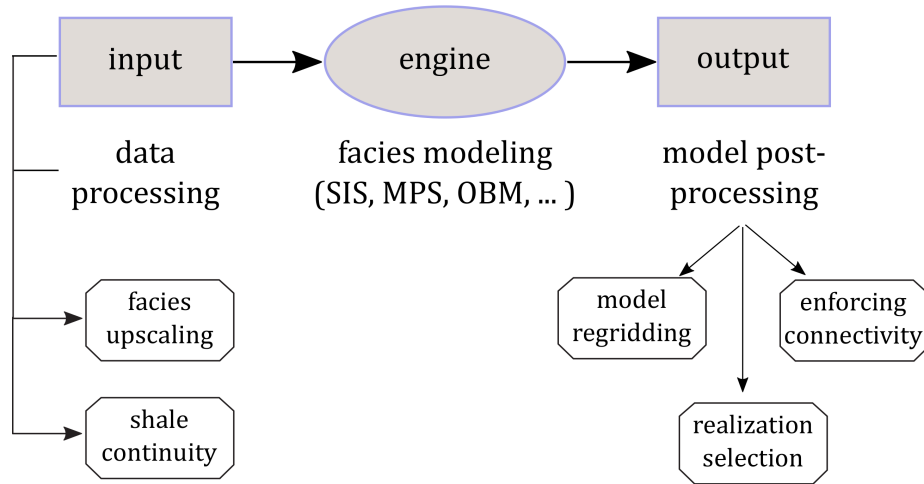 input
engine
output
data
processing
facies modeling
(SIS, MPS, OBM, ... )
model post-
processing
facies
upscaling
shale
continuity
model
regridding
enforcing
connectivity
realization
selection